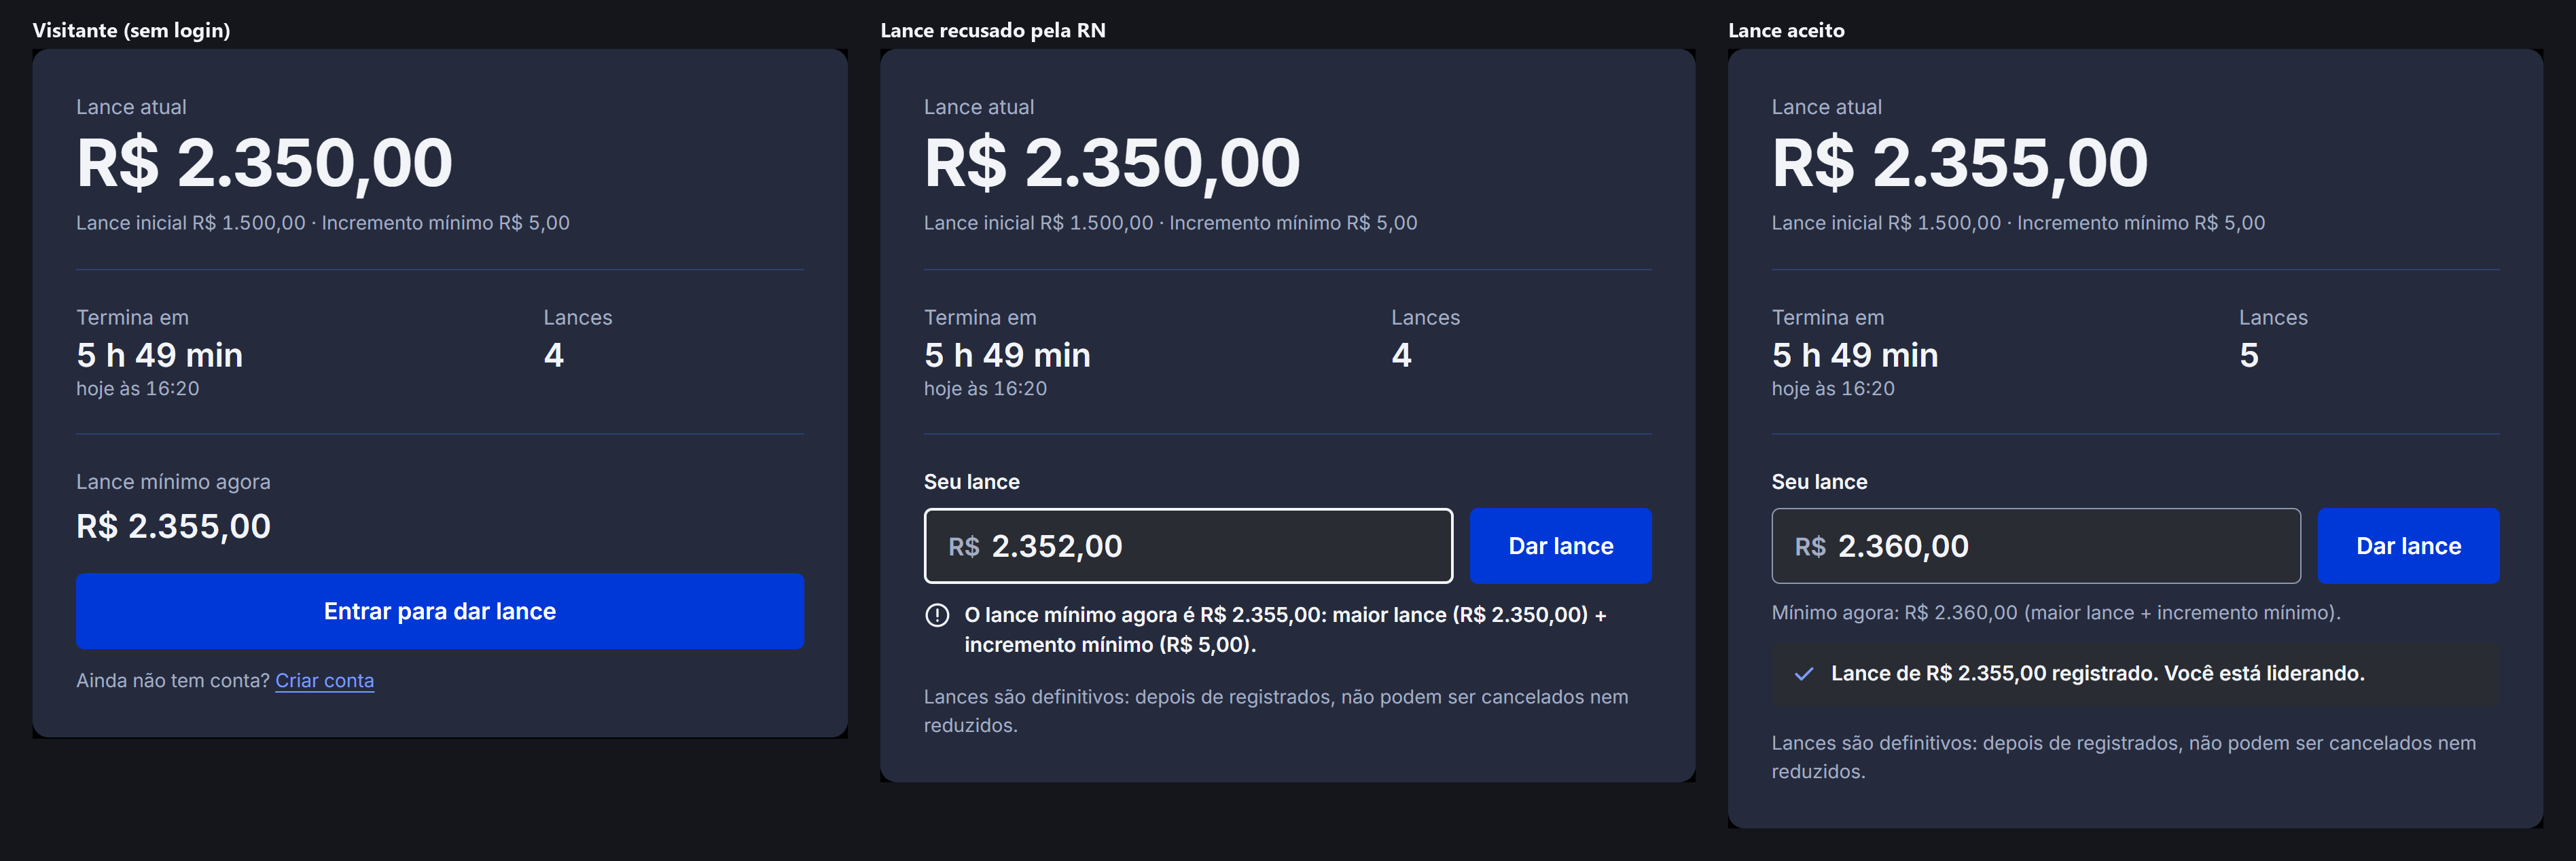 Visitante (sem login)
Lance atual
R$ 2.350,00
Lance inicial R$ 1.500,00 · Incremento mínimo R$ 5,00
Termina em
5 h 49 min
hoje às 16:20
Lances
4
Lance mínimo agora
R$ 2.355,00
Entrar para dar lance
Ainda não tem conta? Criar conta
Lance recusado pela RN
Lance atual
R$ 2.350,00
Lance inicial R$ 1.500,00 · Incremento mínimo R$ 5,00
Termina em
5 h 49 min
hoje às 16:20
Lances
4
Seu lance
R$ 2.352,00
Dar lance
O lance mínimo agora é R$ 2.355,00: maior lance (R$ 2.350,00) +
incremento mínimo (R$ 5,00).
Lances são definitivos: depois de registrados, não podem ser cancelados nem
reduzidos.
Lance aceito
Lance atual
R$ 2.355,00
Lance inicial R$ 1.500,00 · Incremento mínimo R$ 5,00
Termina em
5 h 49 min
hoje às 16:20
Lances
5
Seu lance
R$ 2.360,00
Dar lance
Mínimo agora: R$ 2.360,00 (maior lance + incremento mínimo).
Lance de R$ 2.355,00 registrado. Você está liderando.
Lances são definitivos: depois de registrados, não podem ser cancelados nem
reduzidos.